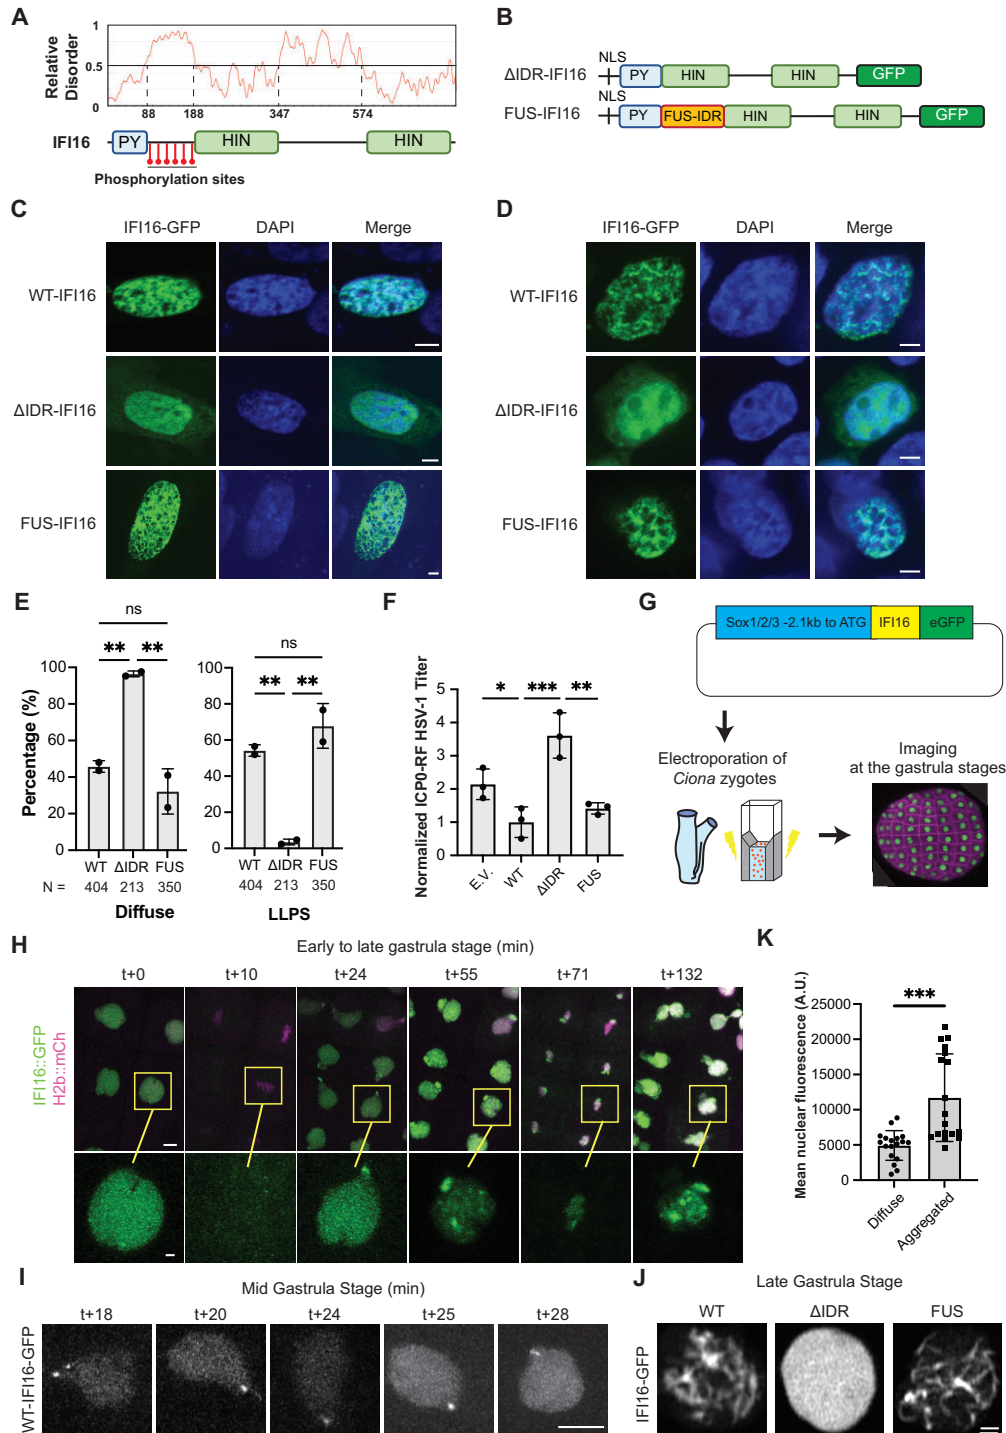 A
Relative
Disorder
1
0.5
0
88 188 347 574
IFI16
PY HIN HIN
Phosphorylation sites
B
NLS
ΔIDR-IFI16 PY HIN HIN GFP
NLS
FUS-IFI16 PY FUS-IDR HIN HIN GFP
C
IFI16-GFP DAPI Merge
WT-IFI16
ΔIDR-IFI16
FUS-IFI16
D
IFI16-GFP DAPI Merge
WT-IFI16
ΔIDR-IFI16
FUS-IFI16
E
Percentage (%)
ns
** **
100
80
60
40
20
0
WT ΔIDR FUS
N = 404 213 350
Diffuse
ns
** **
100
80
60
40
20
0
WT ΔIDR FUS
404 213 350
LLPS
F
Normalized ICP0-RF HSV-1 Titer
* *** **
5
4
3
2
1
0
E.V. WT ΔIDR FUS
G
Sox1/2/3 -2.1kb to ATG IFI16 eGFP
Electroporation of
Ciona zygotes
Imaging
at the gastrula stages
H
Early to late gastrula stage (min)
t+0 t+10 t+24 t+55 t+71 t+132
IFI16::GFP
H2b::mCh
K
Mean nuclear fluorescence (A.U.)
***
25000
20000
15000
10000
5000
0
Diffuse Aggregated
I
Mid Gastrula Stage (min)
t+18 t+20 t+24 t+25 t+28
WT-IFI16-GFP
J
Late Gastrula Stage
WT ΔIDR FUS
IFI16-GFP